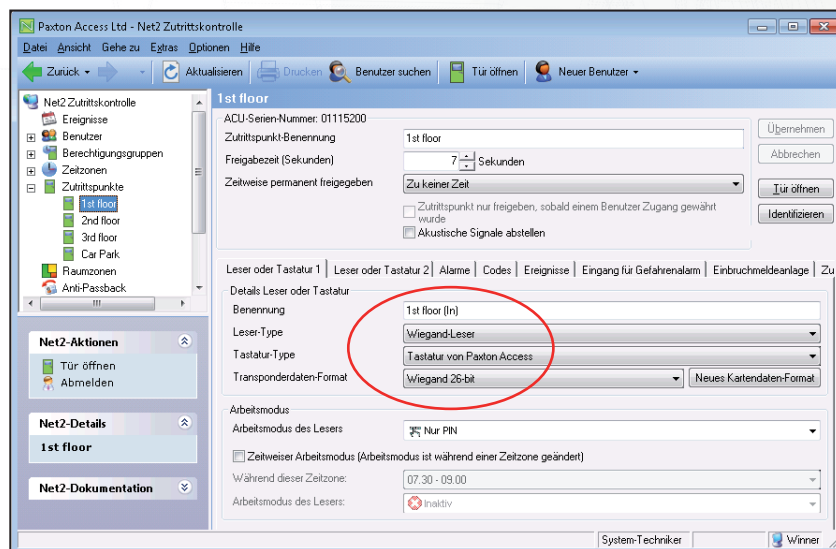 Paxton Access Ltd - Net2 Zutrittskontrolle
Datei Ansicht Gehe zu Extras Optionen Hilfe
Zurück Aktualisieren Drucken Benutzer suchen Tür öffnen Neuer Benutzer
Net2 Zutrittskontrolle
Ereignisse
Benutzer
Berechtigungsgruppen
Zeitzonen
Zutrittspunkte
1st floor
2nd floor
3rd floor
Car Park
Raumzonen
Anti-Passback
Net2-Aktionen
Tür öffnen
Abmelden
Net2-Details
1st floor
Net2-Dokumentation
1st floor
ACU-Serien-Nummer: 01115200
Zutrittspunkt-Benennung 1st floor
Freigabezeit (Sekunden) 7 Sekunden
Zeitweise permanent freigegeben Zu keiner Zeit
Zutrittspunkt nur freigeben, sobald einem Benutzer Zugang gewährt
wurde
Akustische Signale abstellen
Übernehmen
Abbrechen
Tür öffnen
Identifizieren
Leser oder Tastatur 1 Leser oder Tastatur 2 Alarme Codes Ereignisse Eingang für Gefahrenalarm Einbruchmeldeanlage Zu
Details Leser oder Tastatur
Benennung 1st floor (In)
Leser-Type Wiegand-Leser
Tastatur-Type Tastatur von Paxton Access
Transponderdaten-Format Wiegand 26-bit Neues Kartendaten-Format
Arbeitsmodus
Arbeitsmodus des Lesers Nur PIN
Zeitweiser Arbeitsmodus (Arbeitsmodus ist während einer Zeitzone geändert)
Während dieser Zeitzone: 07.30 - 09.00
Arbeitsmodus des Lesers: Inaktiv
System-Techniker Winner